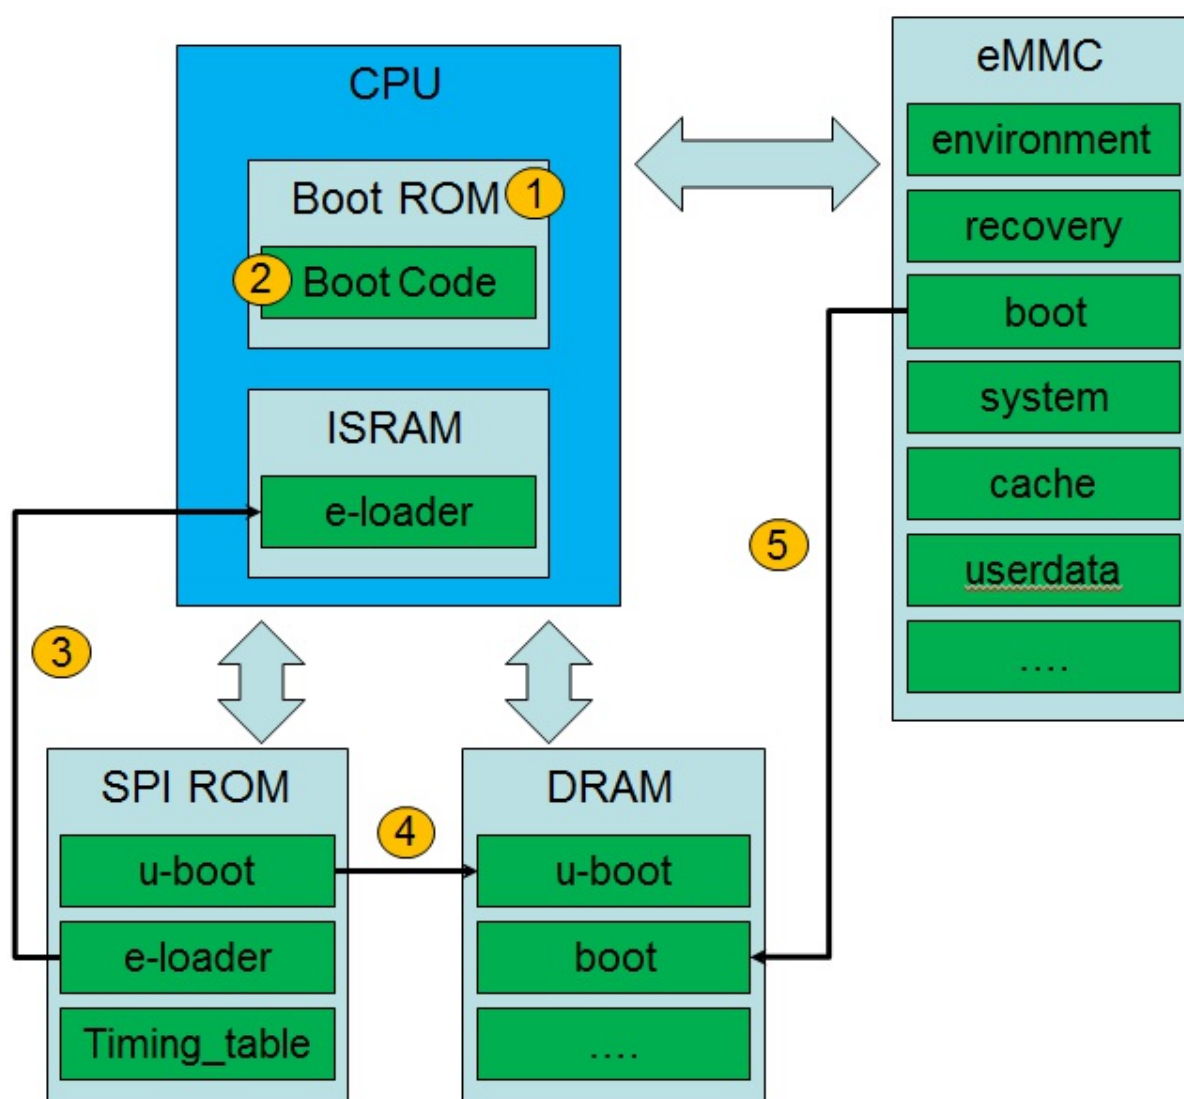 CPU
Boot ROM
1
2
Boot Code
ISRAM
e-loader
eMMC
environment
recovery
boot
system
cache
userdata
....
3
4
5
SPI ROM
u-boot
e-loader
Timing_table
DRAM
u-boot
boot
....